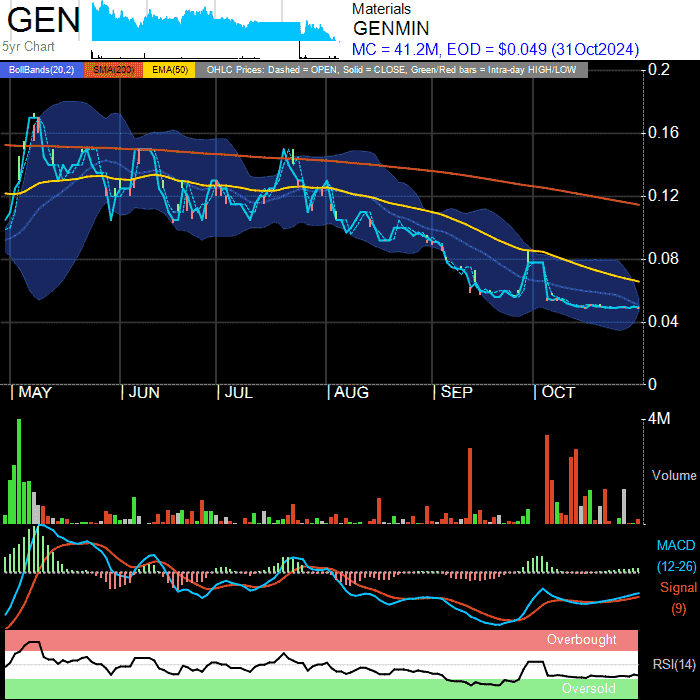 GEN
5yr Chart
Materials
GENMIN
MC = 41.2M, EOD = $0.049 (31Oct2024)
BollBands(20,2) SMA(200) EMA(50) OHLC Prices: Dashed = OPEN, Solid = CLOSE, Green/Red bars = Intra-day HIGH/LOW
0.2
0.16
0.12
0.08
0.04
0
MAY JUN JUL AUG SEP OCT
4M
Volume
MACD
(12-26)
Signal
(9)
Overbought
RSI(14)
Oversold